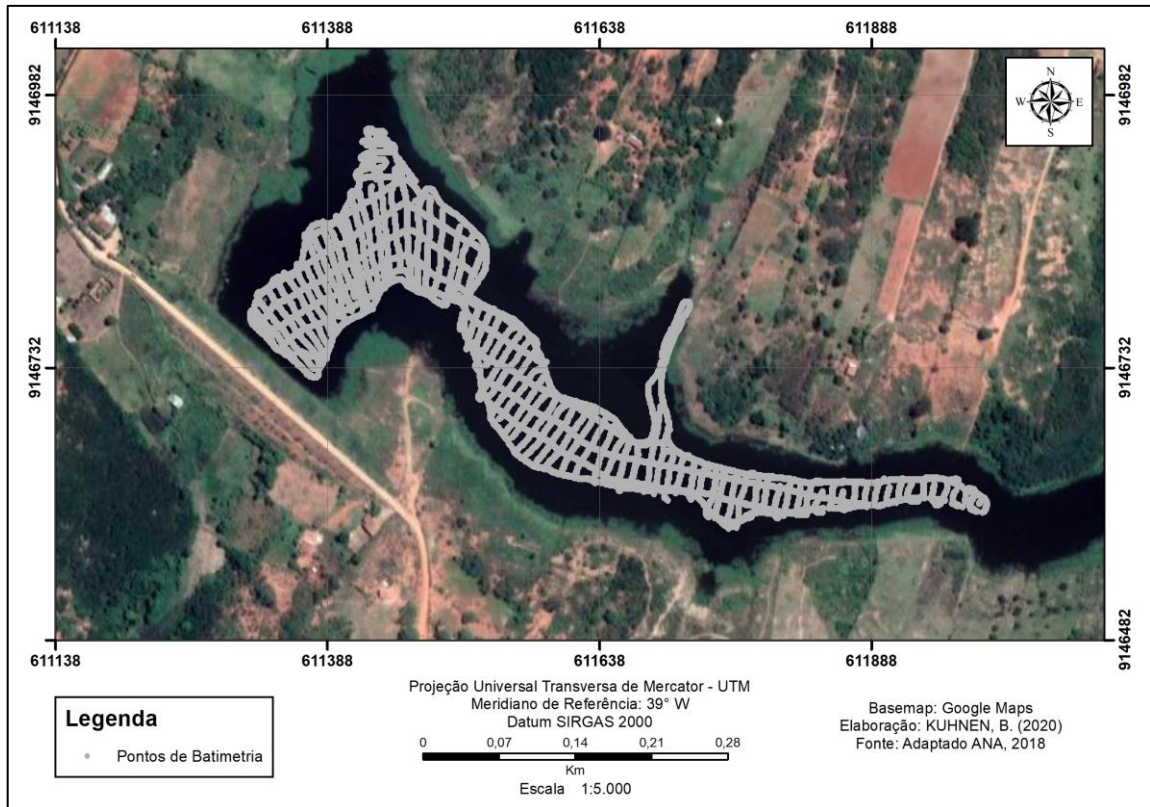 611138 611388 611638 611888
9146982 9146982
N
W E
S
9146732 9146732
9146482 9146482
611138 611388 611638 611888
Legenda
Pontos de Batimetria
Projeção Universal Transversa de Mercator - UTM
Meridiano de Referência: 39° W
Datum SIRGAS 2000
0 0,07 0,14 0,21 0,28
Km
Escala 1:5.000
Basemap: Google Maps
Elaboração: KUHNEN, B. (2020)
Fonte: Adaptado ANA, 2018